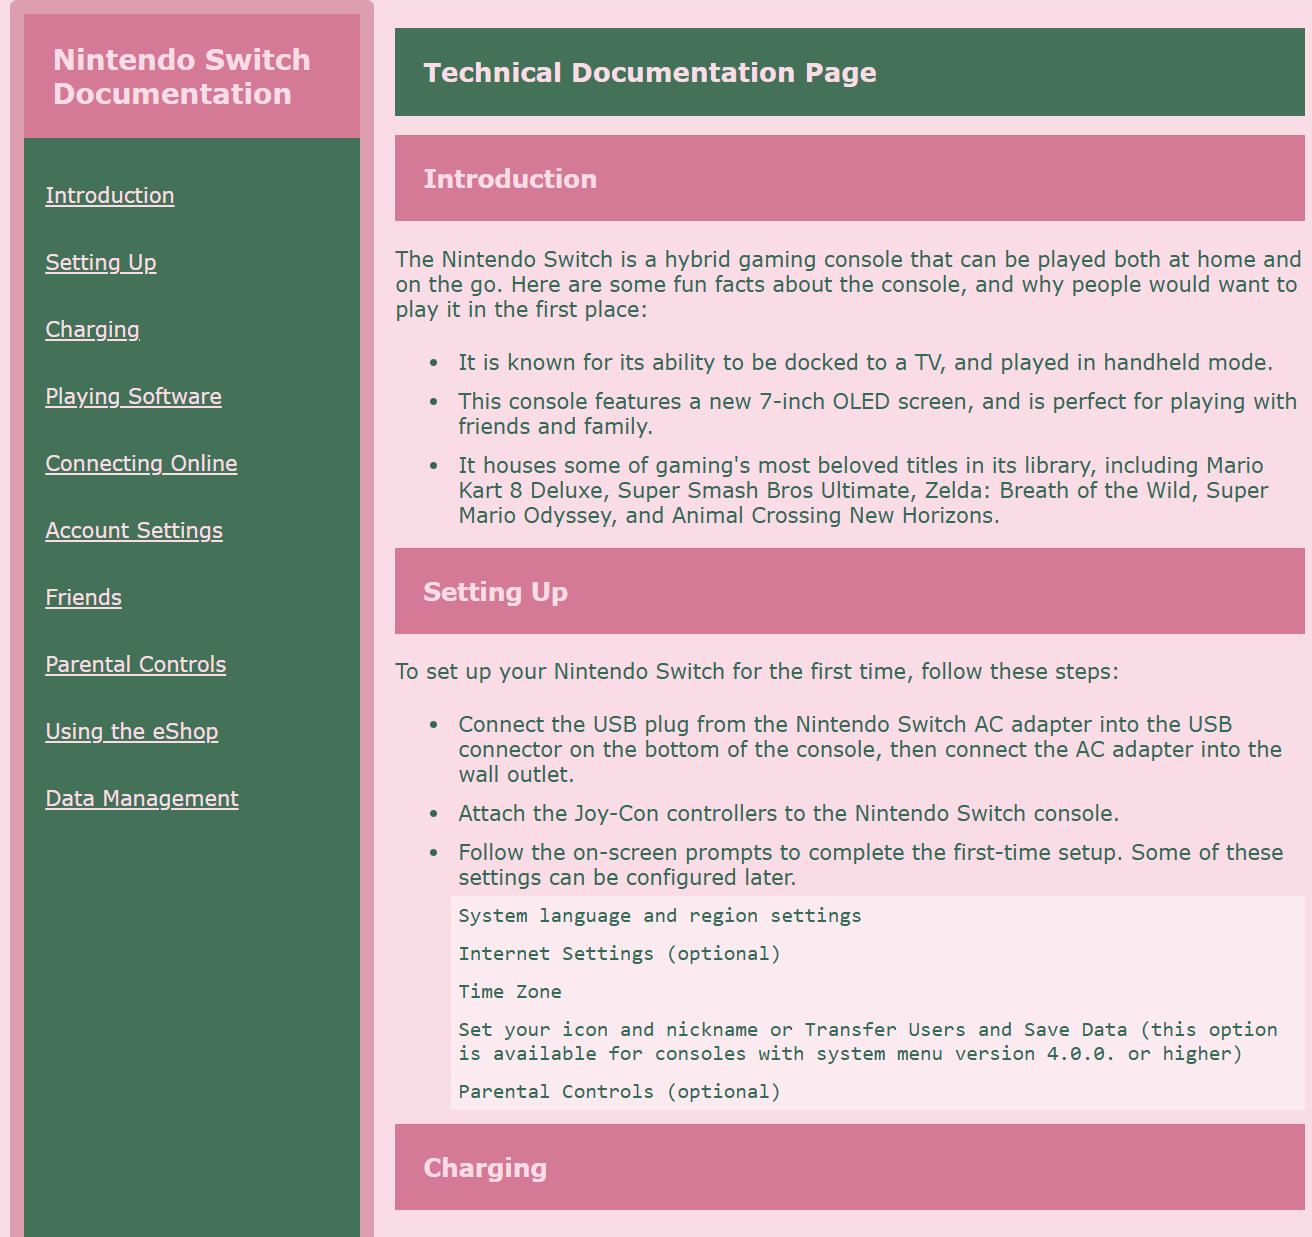 Nintendo Switch
Documentation
Introduction
Setting Up
Charging
Playing Software
Connecting Online
Account Settings
Friends
Parental Controls
Using the eShop
Data Management
Technical Documentation Page
Introduction
The Nintendo Switch is a hybrid gaming console that can be played both at home and
on the go. Here are some fun facts about the console, and why people would want to
play it in the first place:
• It is known for its ability to be docked to a TV, and played in handheld mode.
• This console features a new 7-inch OLED screen, and is perfect for playing with
friends and family.
• It houses some of gaming's most beloved titles in its library, including Mario
Kart 8 Deluxe, Super Smash Bros Ultimate, Zelda: Breath of the Wild, Super
Mario Odyssey, and Animal Crossing New Horizons.
Setting Up
To set up your Nintendo Switch for the first time, follow these steps:
• Connect the USB plug from the Nintendo Switch AC adapter into the USB
connector on the bottom of the console, then connect the AC adapter into the
wall outlet.
• Attach the Joy-Con controllers to the Nintendo Switch console.
• Follow the on-screen prompts to complete the first-time setup. Some of these
settings can be configured later.
System language and region settings
Internet Settings (optional)
Time Zone
Set your icon and nickname or Transfer Users and Save Data (this option
is available for consoles with system menu version 4.0.0. or higher)
Parental Controls (optional)
Charging